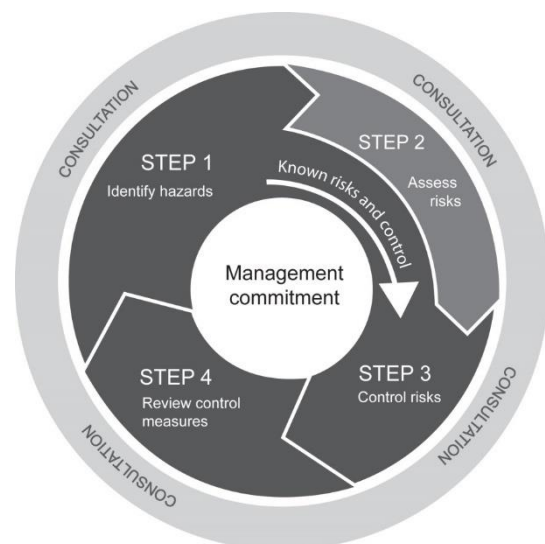 CONSULTATION
CONSULTATION
STEP 1
Identify hazards
STEP 2
Assess
risks
Known risks and control
Management
commitment
STEP 3
Control risks
STEP 4
Review control
measures
CONSULTATION
CONSULTATION